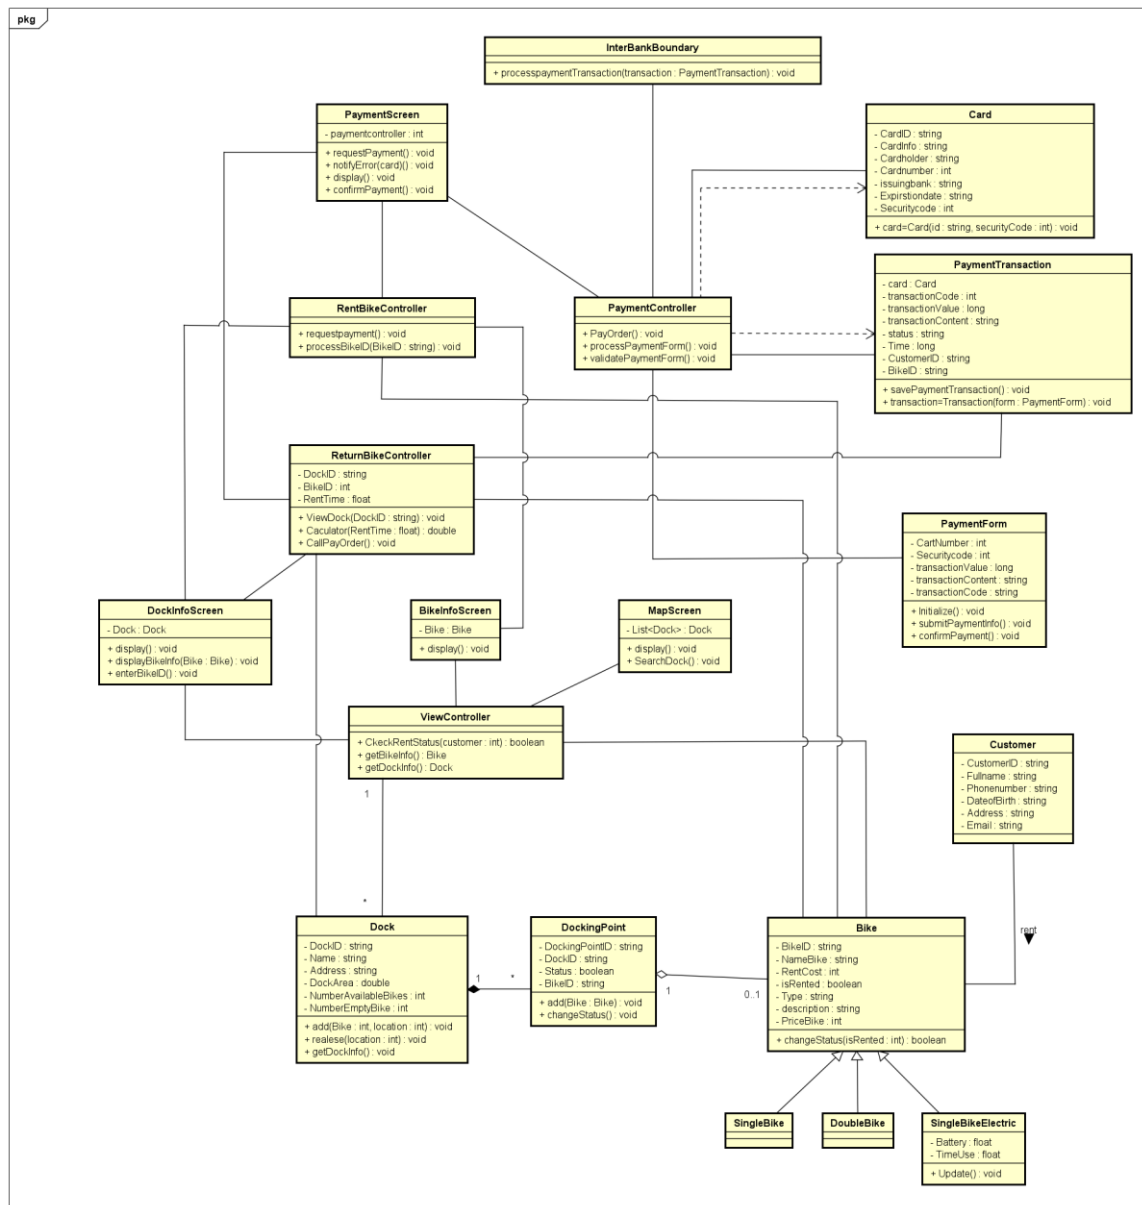 pkg
InterBankBoundary
+ processpaymentTransaction(transaction : PaymentTransaction) : void
PaymentScreen
- paymentcontroller : int
+ requestPayment() : void
+ notifyError(card)() : void
+ display() : void
+ confirmPayment() : void
Card
- CardID : string
- CardInfo : string
- Cardholder : string
- Cardnumber : int
- issuingbank : string
- Expirstiondate : string
- Securitycode : int
+ card=Card(id : string, securityCode : int) : void
PaymentTransaction
- card : Card
- transactionCode : int
- transactionValue : long
- transactionContent : string
- status : string
- Time : long
- CustomerID : string
- BikeID : string
+ savePaymentTransaction() : void
+ transaction=Transaction(form : PaymentForm) : void
RentBikeController
+ requestpayment() : void
+ processBikeID(BikeID : string) : void
PaymentController
+ PayOrder() : void
+ processPaymentForm() : void
+ validatePaymentForm() : void
ReturnBikeController
- DockID : string
- BikeID : int
- RentTime : float
+ ViewDock(DockID : string) : void
+ Caculator(RentTime : float) : double
+ CallPayOrder() : void
PaymentForm
- CartNumber : int
- Securitycode : int
- transactionValue : long
- transactionContent : string
- transactionCode : string
+ Initialize() : void
+ submitPaymentInfo() : void
+ confirmPayment() : void
DockInfoScreen
- Dock : Dock
+ display() : void
+ displayBikeInfo(Bike : Bike) : void
+ enterBikeID() : void
BikeInfoScreen
- Bike : Bike
+ display() : void
MapScreen
- List<Dock> : Dock
+ display() : void
+ SearchDock() : void
ViewController
+ CkeckRentStatus(customer : int) : boolean
+ getBikeInfo() : Bike
+ getDockInfo() : Dock
1
*
Customer
- CustomerID : string
- Fullname : string
- Phonenumber : string
- DateofBirth : string
- Address : string
- Email : string
rent
Dock
- DockID : string
- Name : string
- Address : string
- DockArea : double
- NumberAvailableBikes : int
- NumberEmptyBike : int
+ add(Bike : int, location : int) : void
+ realese(location : int) : void
+ getDockInfo() : void
1
*
DockingPoint
- DockingPointID : string
- DockID : string
- Status : boolean
- BikeID : string
+ add(Bike : Bike) : void
+ changeStatus() : void
1
0..1
Bike
- BikeID : string
- NameBike : string
- RentCost : int
- isRented : boolean
- Type : string
- description : string
- PriceBike : int
+ changeStatus(isRented : int) : boolean
SingleBike
DoubleBike
SingleBikeElectric
- Battery : float
- TimeUse : float
+ Update() : void